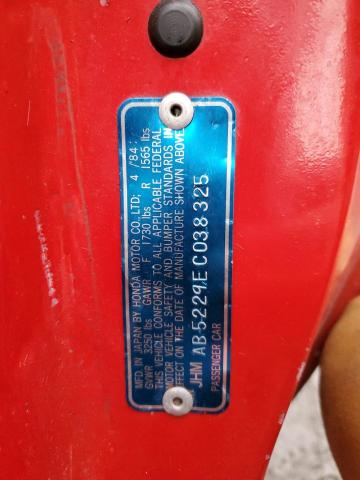 MFD. IN JAPAN BY HONDA MOTOR CO., LTD; 4 /'84:
GVWR 3250 lbs GAWR F 1730 lbs R 1565 lbs
THIS VEHICLE CONFORMS TO ALL APPLICABLE FEDERAL
MOTOR VEHICLE SAFETY AND BUMPER STANDARDS IN
EFFECT ON THE DATE OF MANUFACTURE SHOWN ABOVE
JHM AB5229EC038325
PASSENGER CAR